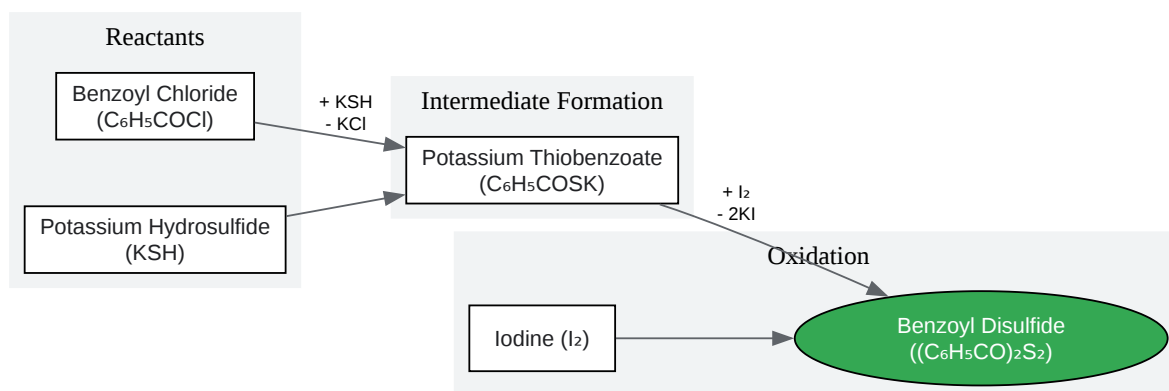 Reactants
Benzoyl Chloride
(C₆H₅COCl)
+ KSH
- KCl
Potassium Hydrosulfide
(KSH)
Intermediate Formation
Potassium Thiobenzoate
(C₆H₅COSK)
+ I₂
- 2KI
Oxidation
Iodine (I₂)
Benzoyl Disulfide
((C₆H₅CO)₂S₂)